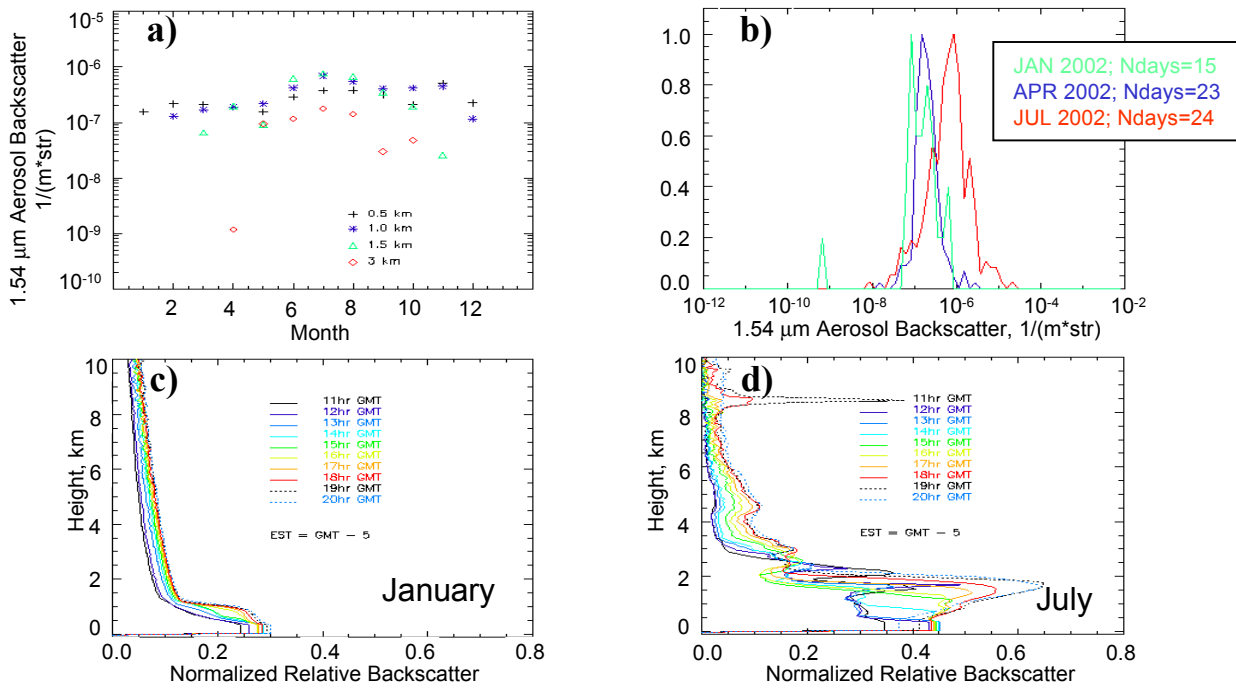 a)
10^-5
10^-6
10^-7
10^-8
10^-9
10^-10
1.54 μm Aerosol Backscatter
1/(m*str)
+ 0.5 km
* 1.0 km
△ 1.5 km
◇ 3 km
2 4 6 8 10 12
Month
b)
1.0
0.8
0.6
0.4
0.2
0.0
10^-12 10^-10 10^-8 10^-6 10^-4 10^-2
1.54 μm Aerosol Backscatter, 1/(m*str)
JAN 2002; Ndays=15
APR 2002; Ndays=23
JUL 2002; Ndays=24
c)
10
8
6
4
2
0
Height, km
11hr GMT
12hr GMT
13hr GMT
14hr GMT
15hr GMT
16hr GMT
17hr GMT
18hr GMT
19hr GMT
20hr GMT
EST = GMT - 5
January
0.0 0.2 0.4 0.6 0.8
Normalized Relative Backscatter
d)
10
8
6
4
2
0
Height, km
11hr GMT
12hr GMT
13hr GMT
14hr GMT
15hr GMT
16hr GMT
17hr GMT
18hr GMT
19hr GMT
20hr GMT
EST = GMT - 5
July
0.0 0.2 0.4 0.6 0.8
Normalized Relative Backscatter